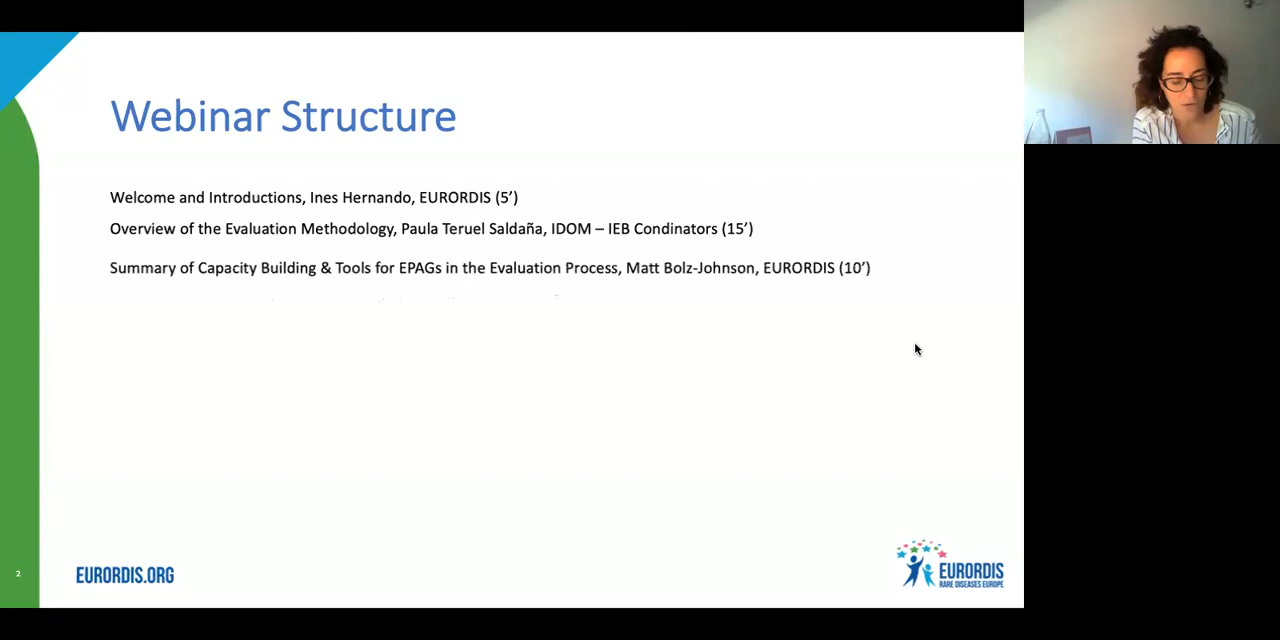 Webinar Structure
Welcome and Introductions, Ines Hernando, EURORDIS (5’)
Overview of the Evaluation Methodology, Paula Teruel Saldaña, IDOM – IEB Condinators (15’)
Summary of Capacity Building & Tools for EPAGs in the Evaluation Process, Matt Bolz-Johnson, EURORDIS (10’)
2
EURORDIS.ORG
EURORDIS
RARE DISEASES EUROPE